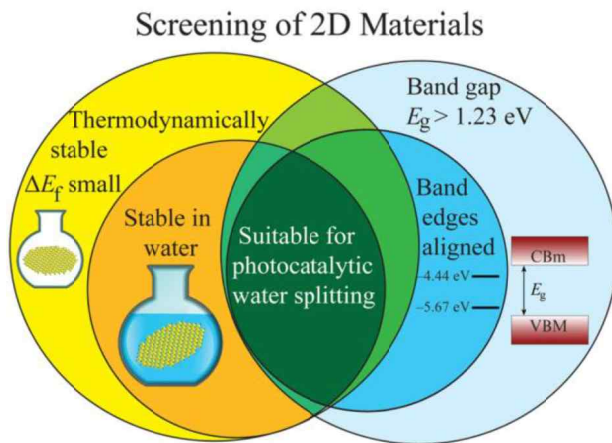 Screening of 2D Materials
Thermodynamically
stable
ΔEf small
Stable in
water
Suitable for
photocatalytic
water splitting
Band gap
Eg > 1.23 eV
Band
edges
aligned
–4.44 eV
–5.67 eV
CBm
Eg
VBM